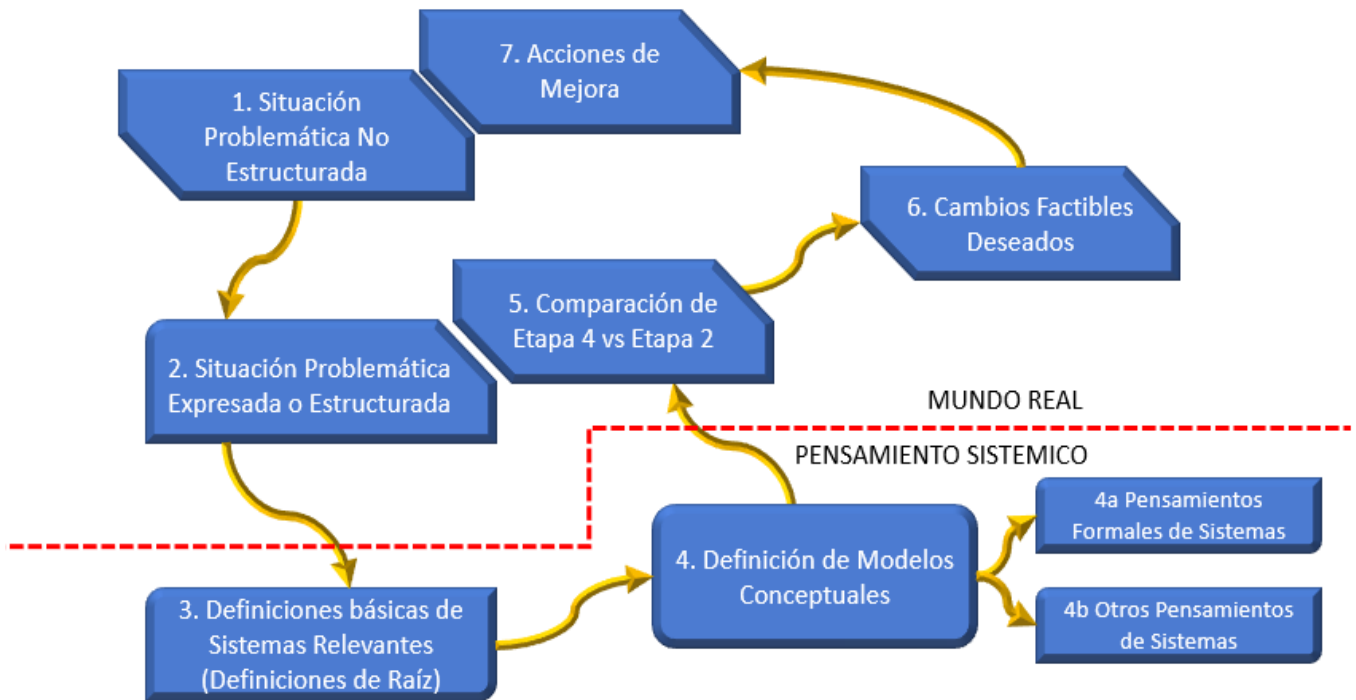 7. Acciones de
Mejora
1. Situación
Problemática No
Estructurada
6. Cambios Factibles
Deseados
5. Comparación de
Etapa 4 vs Etapa 2
2. Situación Problemática
Expresada o Estructurada
MUNDO REAL
PENSAMIENTO SISTEMICO
4a Pensamientos
Formales de Sistemas
4. Definición de Modelos
Conceptuales
4b Otros Pensamientos
de Sistemas
3. Definiciones básicas de
Sistemas Relevantes
(Definiciones de Raíz)